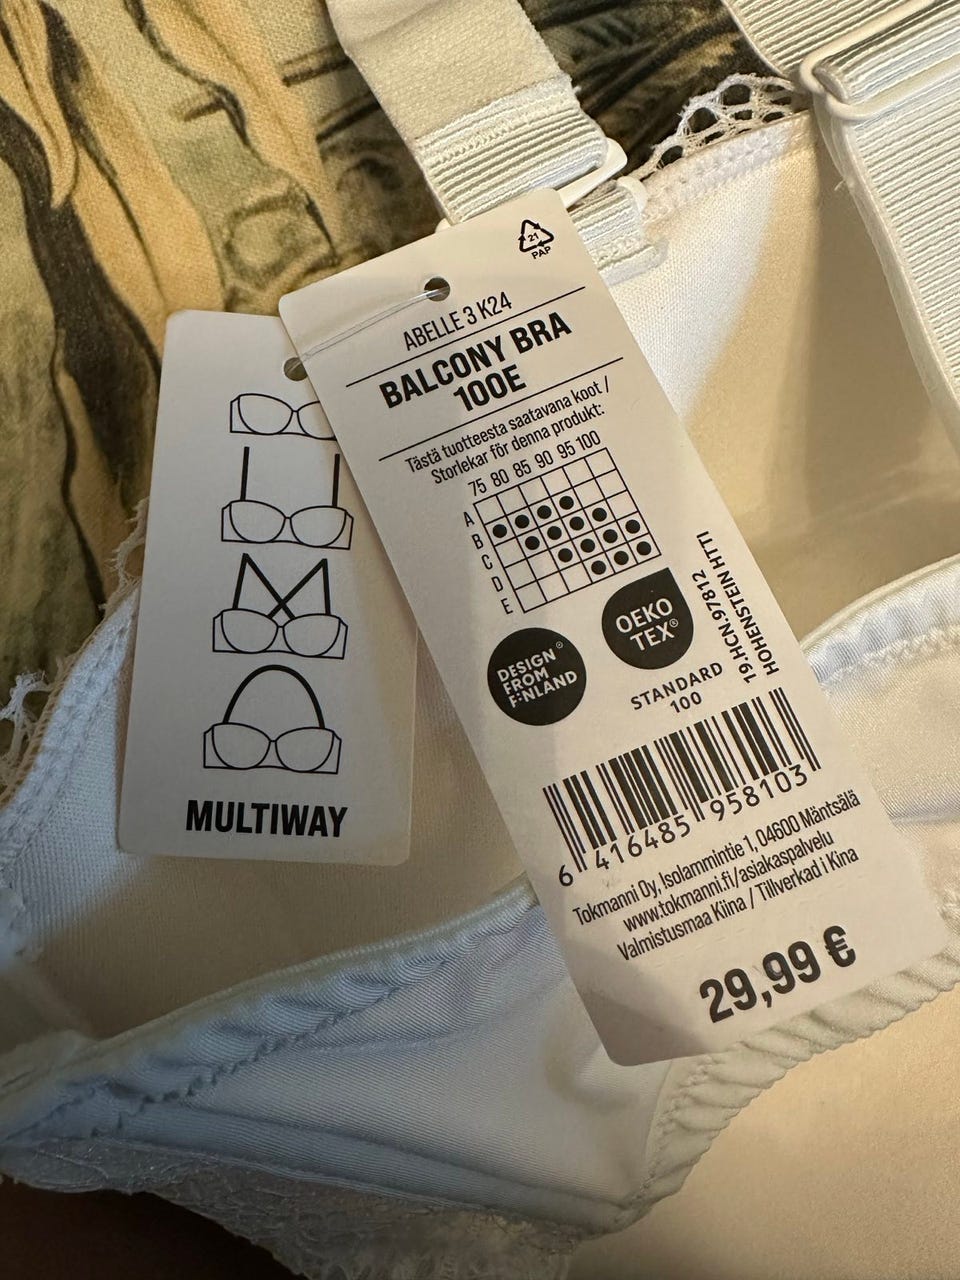 21
PAP
ABELLE 3 K24
BALCONY BRA
100E
Tästä tuotteesta saatavana koot /
Storlekar för denna produkt:
75 80 85 90 95 100
A
B
C
D
E
DESIGN
FROM
FINLAND®
OEKO
TEX®
STANDARD
100
19.HCN.97812
HOHENSTEIN HTTI
6 416485 958103
Tokmanni Oy, Isolammintie 1, 04600 Mäntsälä
www.tokmanni.fi/asiakaspalvelu
Valmistusmaa Kiina / Tillverkad i Kina
29,99 €
MULTIWAY